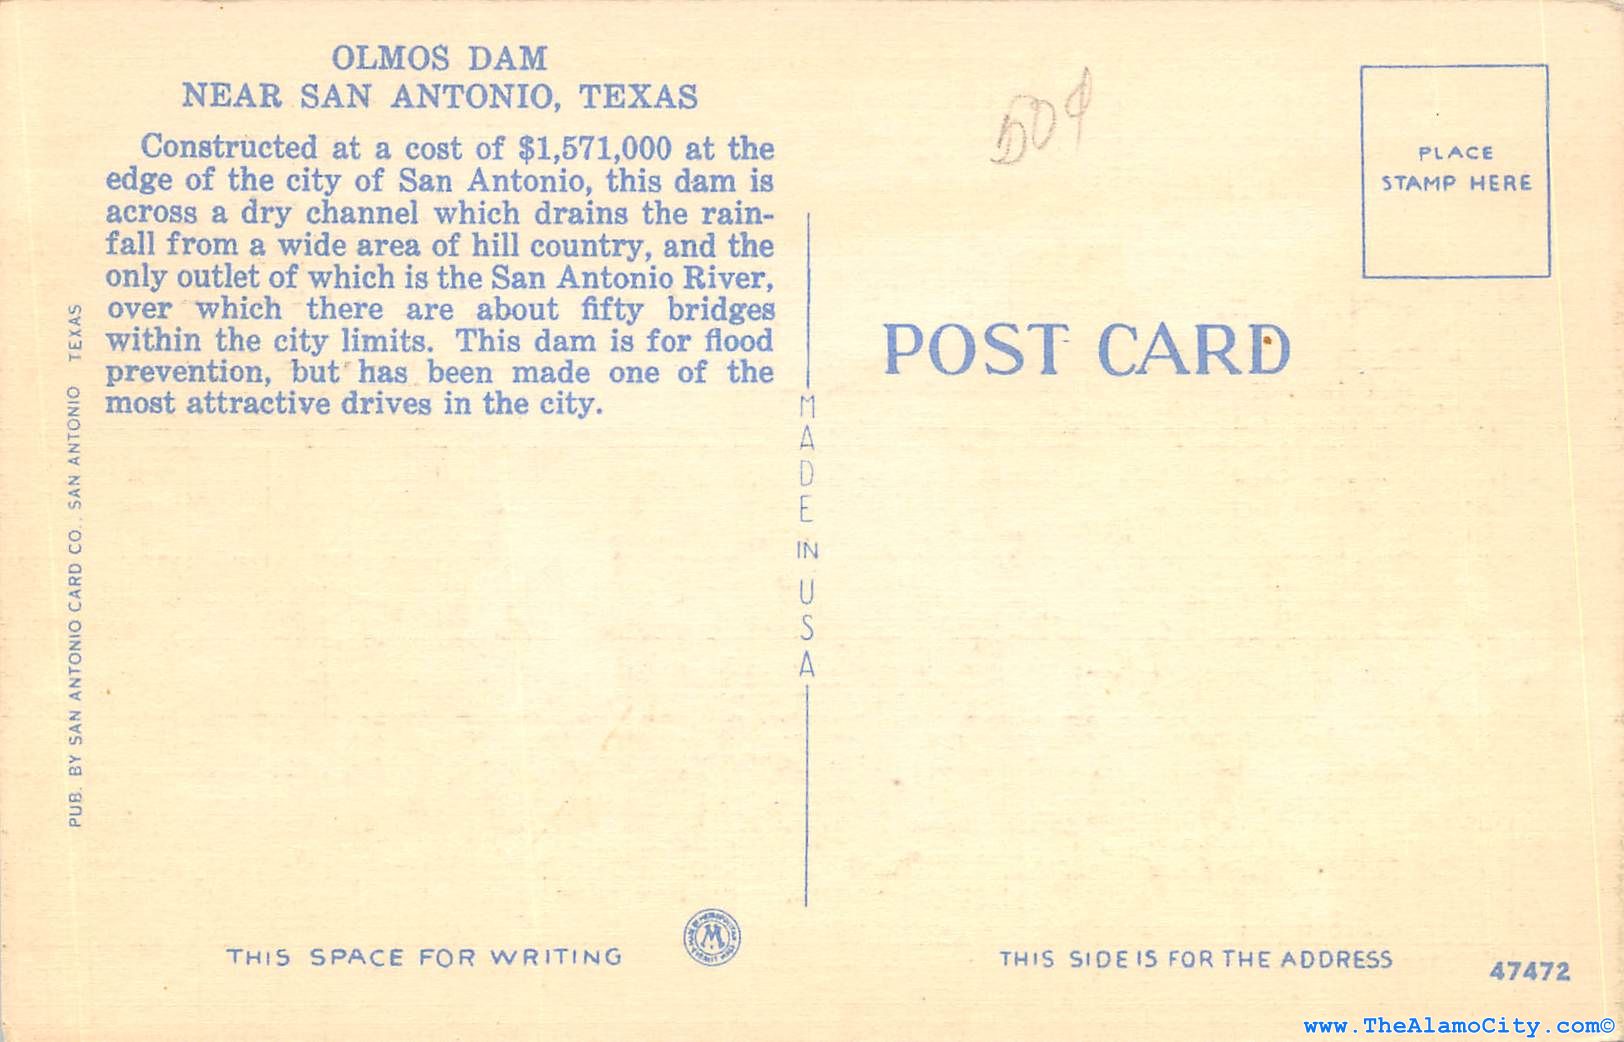 OLMOS DAM
NEAR SAN ANTONIO, TEXAS
Constructed at a cost of $1,571,000 at the
edge of the city of San Antonio, this dam is
across a dry channel which drains the rain-
fall from a wide area of hill country, and the
only outlet of which is the San Antonio River,
over which there are about fifty bridges
within the city limits. This dam is for flood
prevention, but has been made one of the
most attractive drives in the city.
PUB. BY SAN ANTONIO CARD CO., SAN ANTONIO TEXAS
MADE IN USA
PLACE
STAMP HERE
POST CARD
THIS SPACE FOR WRITING
M
THIS SIDE IS FOR THE ADDRESS
47472
www.TheAlamoCity.com©